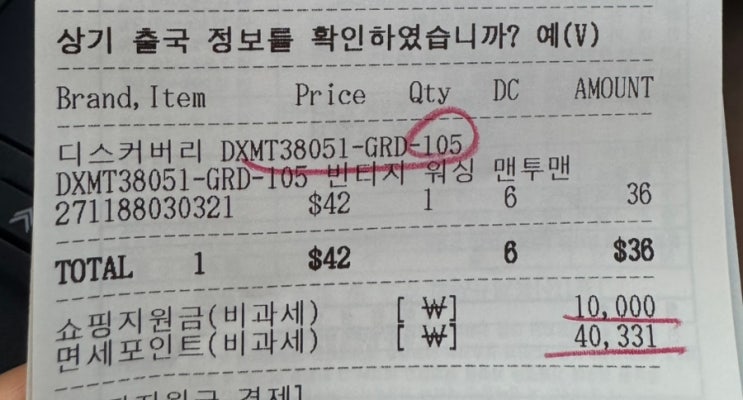 상기 출국 정보를 확인하였습니까? 예(V)
Brand,Item Price Qty DC AMOUNT
디스커버리 DXMT38051-GRD-105
DXMT38051-GRD-105 빈티지 워싱 맨투맨
271188030321 $42 1 6 36
TOTAL 1 $42 6 $36
쇼핑지원금(비과세) [ ₩] 10,000
면세포인트(비과세) [ ₩] 40,331